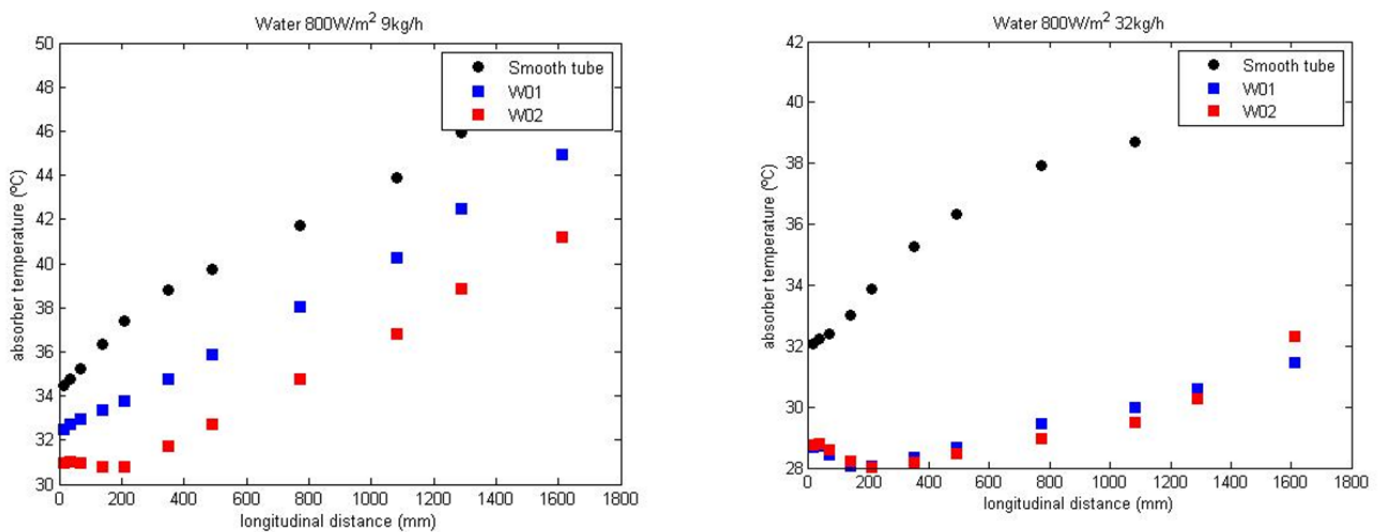 Water 800W/m² 9kg/h
50
48
46
44
42
40
38
36
34
32
30
absorber temperature (ºC)
Smooth tube
W01
W02
0 200 400 600 800 1000 1200 1400 1600 1800
longitudinal distance (mm)
Water 800W/m² 32kg/h
42
40
38
36
34
32
30
28
absorber temperature (ºC)
Smooth tube
W01
W02
0 200 400 600 800 1000 1200 1400 1600 1800
longitudinal distance (mm)